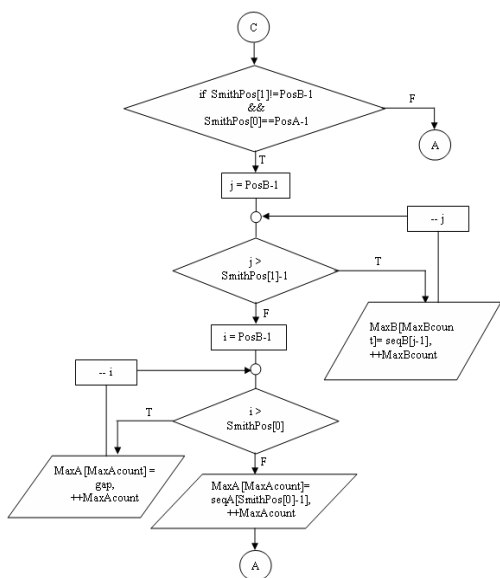 C
if SmithPos[1]!=PosB-1
&&
SmithPos[0]==PosA-1
F
A
T
j = PosB-1
-- j
j >
SmithPos[1]-1
T
MaxB[MaxBcoun
t]= seqB[j-1],
++MaxBcount
F
i = PosB-1
-- i
i >
SmithPos[0]
T
MaxA[MaxAcount] =
gap,
++MaxAcount
F
MaxA[MaxAcount]=
seqA[SmithPos[0]-1],
++MaxAcount
A